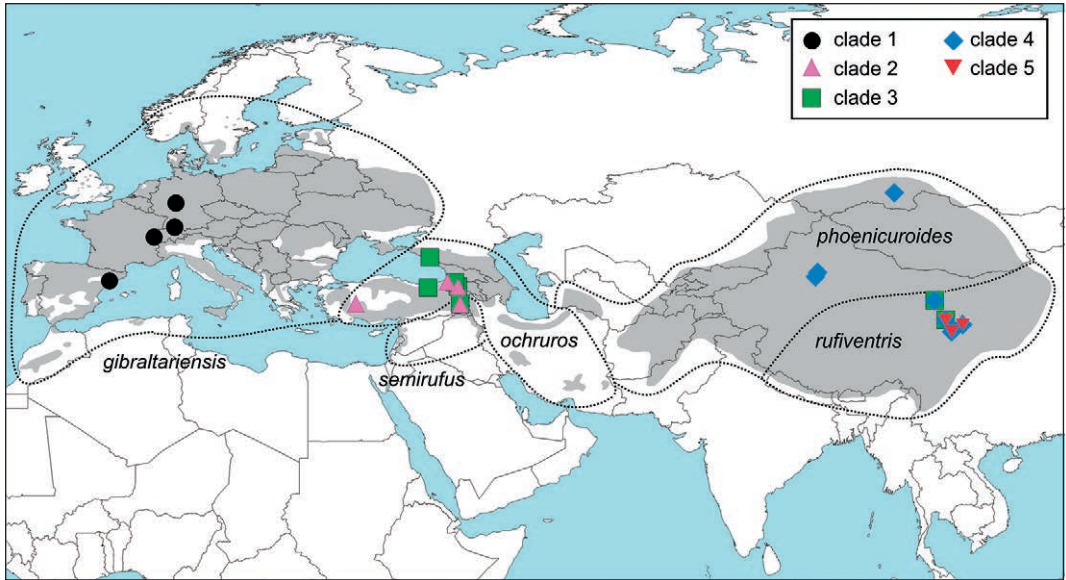 clade 1
clade 2
clade 3
clade 4
clade 5
phoenicuroides
rufiventris
ochruros
gibraltariensis
semirufus